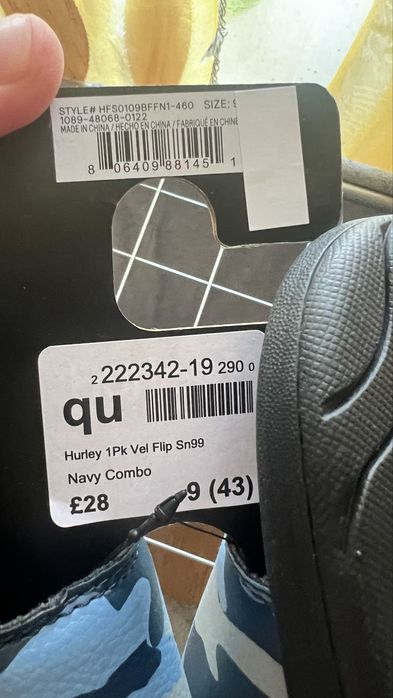 STYLE# HFS0109BFFN1-460 SIZE: 9
1089-48068-0122
MADE IN CHINA / HECHO EN CHINA / FABRIQUÉ EN CHINE
8 06409 88145 1
2 222342-19 290 0
qu
Hurley 1Pk Vel Flip Sn99
Navy Combo
£28 9 (43)